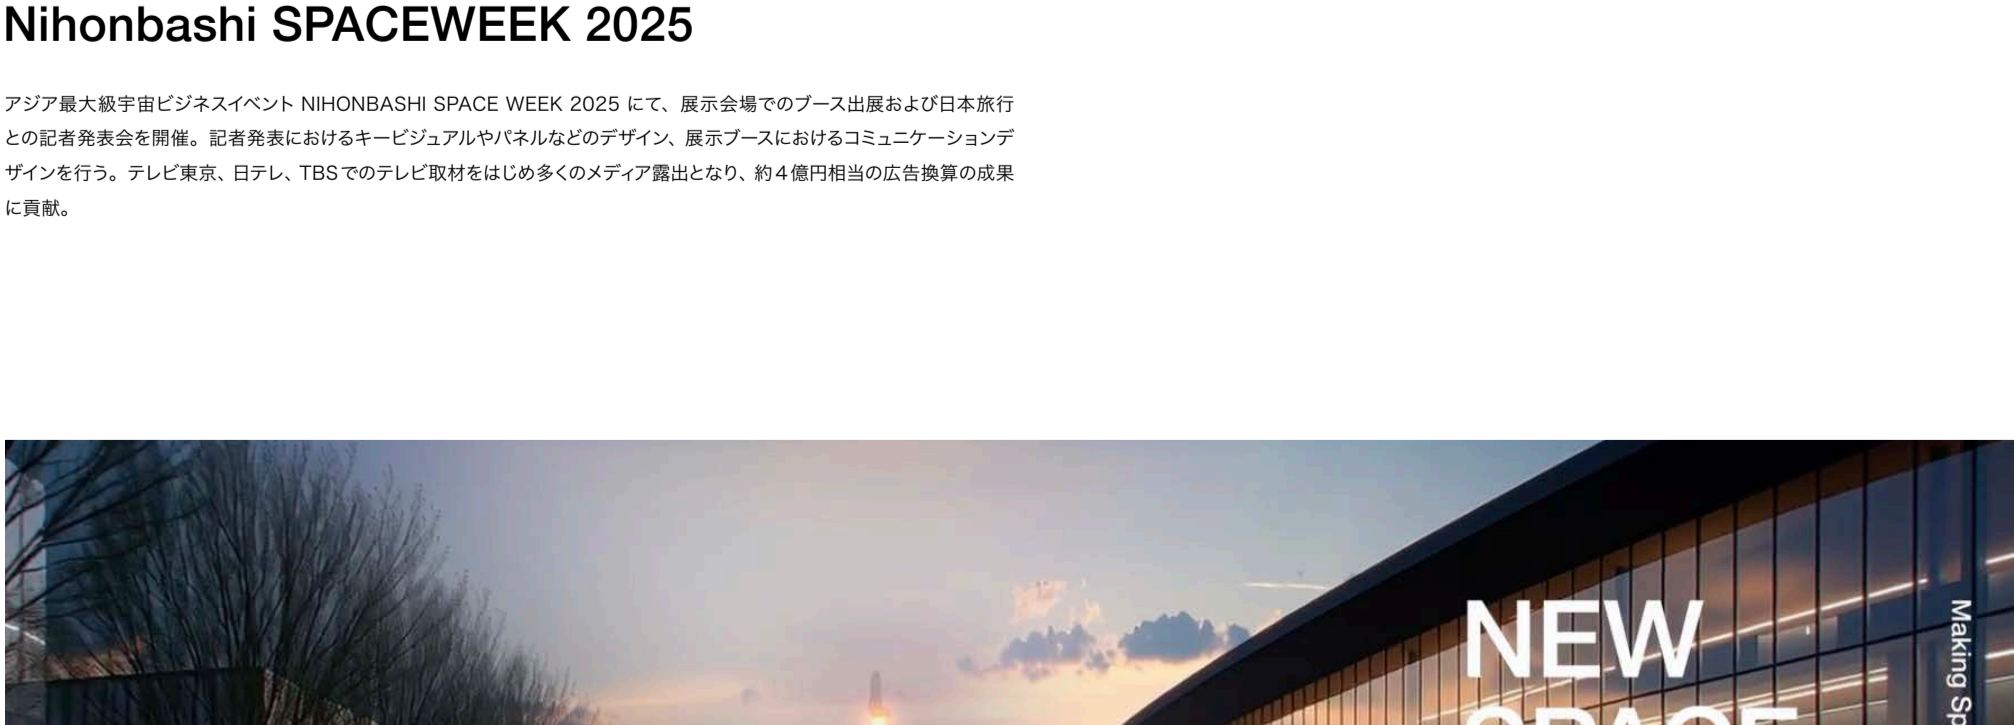 Nihonbashi SPACEWEEK 2025
アジア最大級宇宙ビジネスイベント NIHONBASHI SPACE WEEK 2025 にて、展示会場でのブース出展および日本旅行
との記者発表会を開催。記者発表におけるキービジュアルやパネルなどのデザイン、展示ブースにおけるコミュニケーションデ
ザインを行う。テレビ東京、日テレ、TBSでのテレビ取材をはじめ多くのメディア露出となり、約４億円相当の広告換算の成果
に貢献。
NEW
SPACE
Making Sp